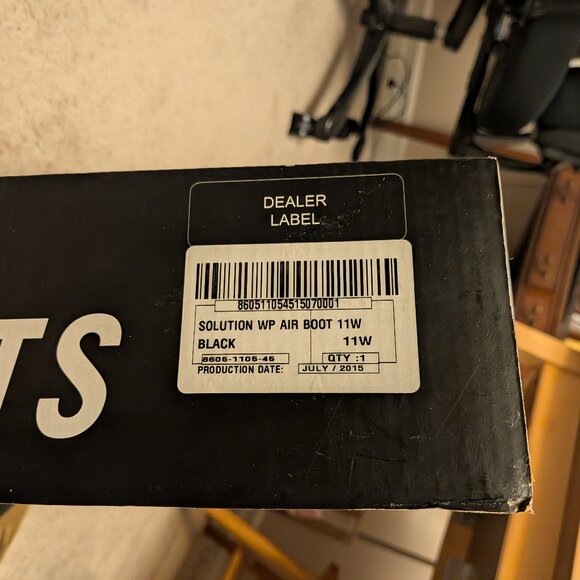 DEALER
LABEL
860511054515070001
SOLUTION WP AIR BOOT 11W
BLACK 11W
8605-1105-45 QTY :1
PRODUCTION DATE: JULY / 2015
TS